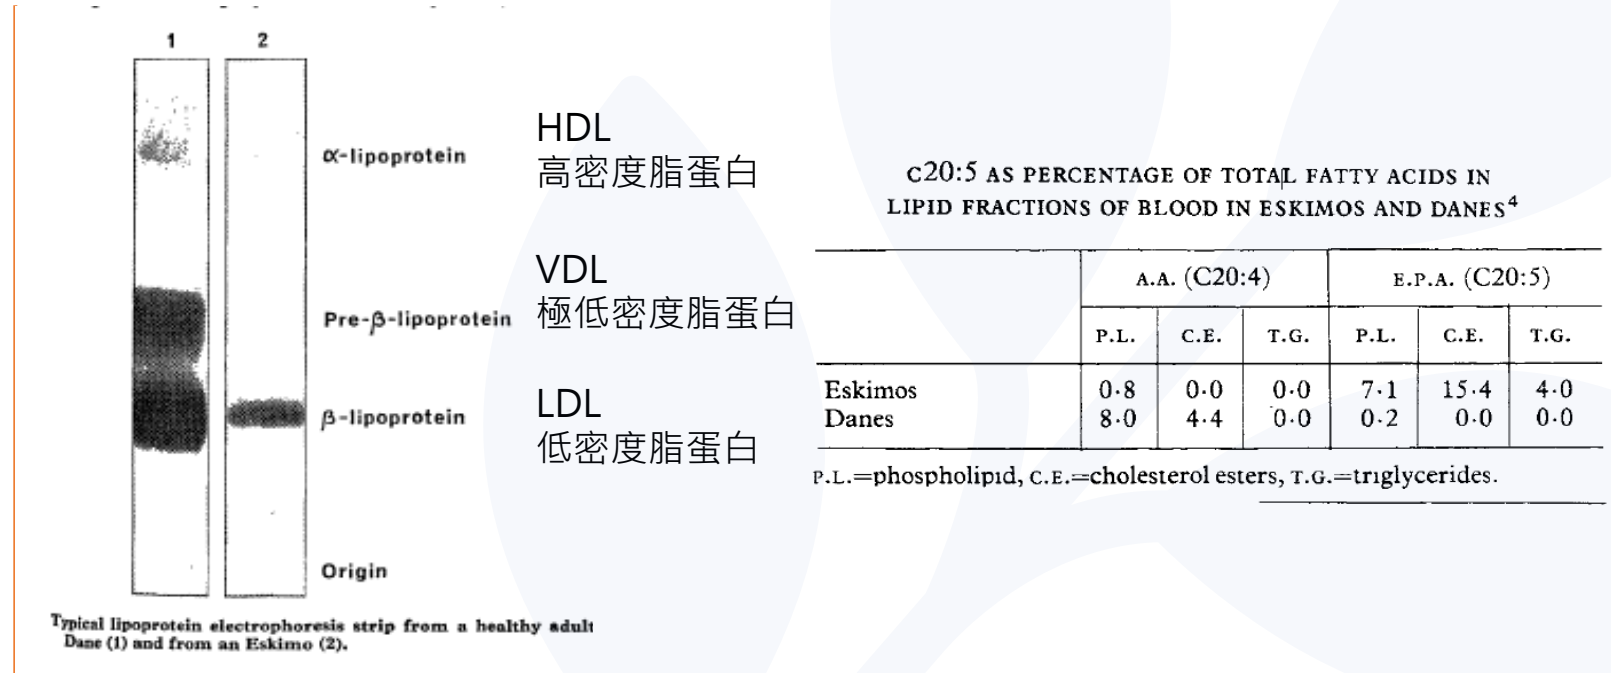 1 2
α-lipoprotein
Pre-β-lipoprotein
β-lipoprotein
Origin
Typical lipoprotein electrophoresis strip from a healthy adult
Dane (1) and from an Eskimo (2).
HDL
高密度脂蛋白
VDL
極低密度脂蛋白
LDL
低密度脂蛋白
C20:5 AS PERCENTAGE OF TOTAL FATTY ACIDS IN
LIPID FRACTIONS OF BLOOD IN ESKIMOS AND DANES4
A.A. (C20:4) E.P.A. (C20:5)
P.L. C.E. T.G. P.L. C.E. T.G.
Eskimos 0·8 0·0 0·0 7·1 15·4 4·0
Danes 8·0 4·4 0·0 0·2 0·0 0·0
P.L.=phospholipid, C.E.=cholesterol esters, T.G.=triglycerides.